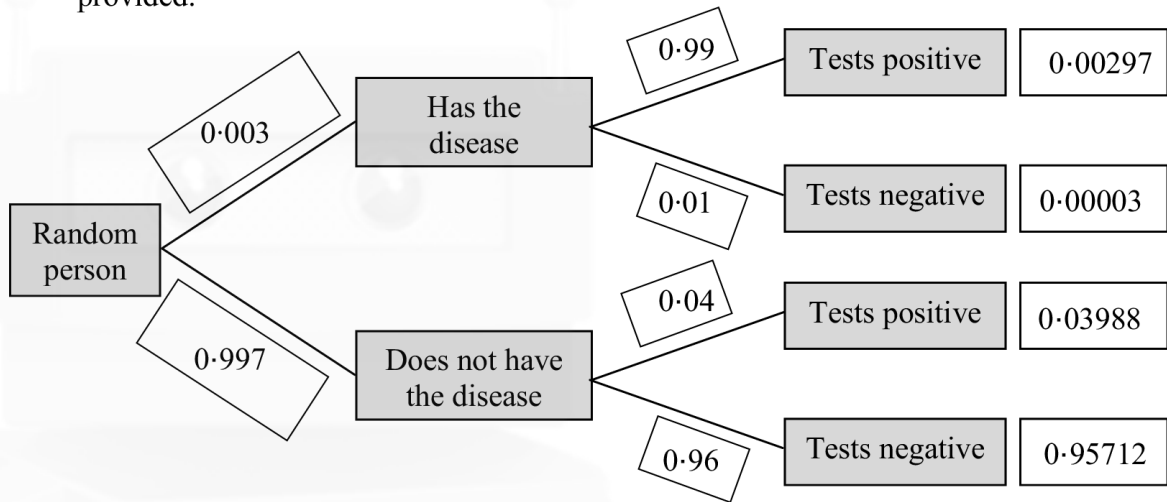 provided.
0·99
Tests positive
0·00297
0·003
Has the
disease
0·01
Tests negative
0·00003
Random
person
0·04
Tests positive
0·03988
0·997
Does not have
the disease
0·96
Tests negative
0·95712